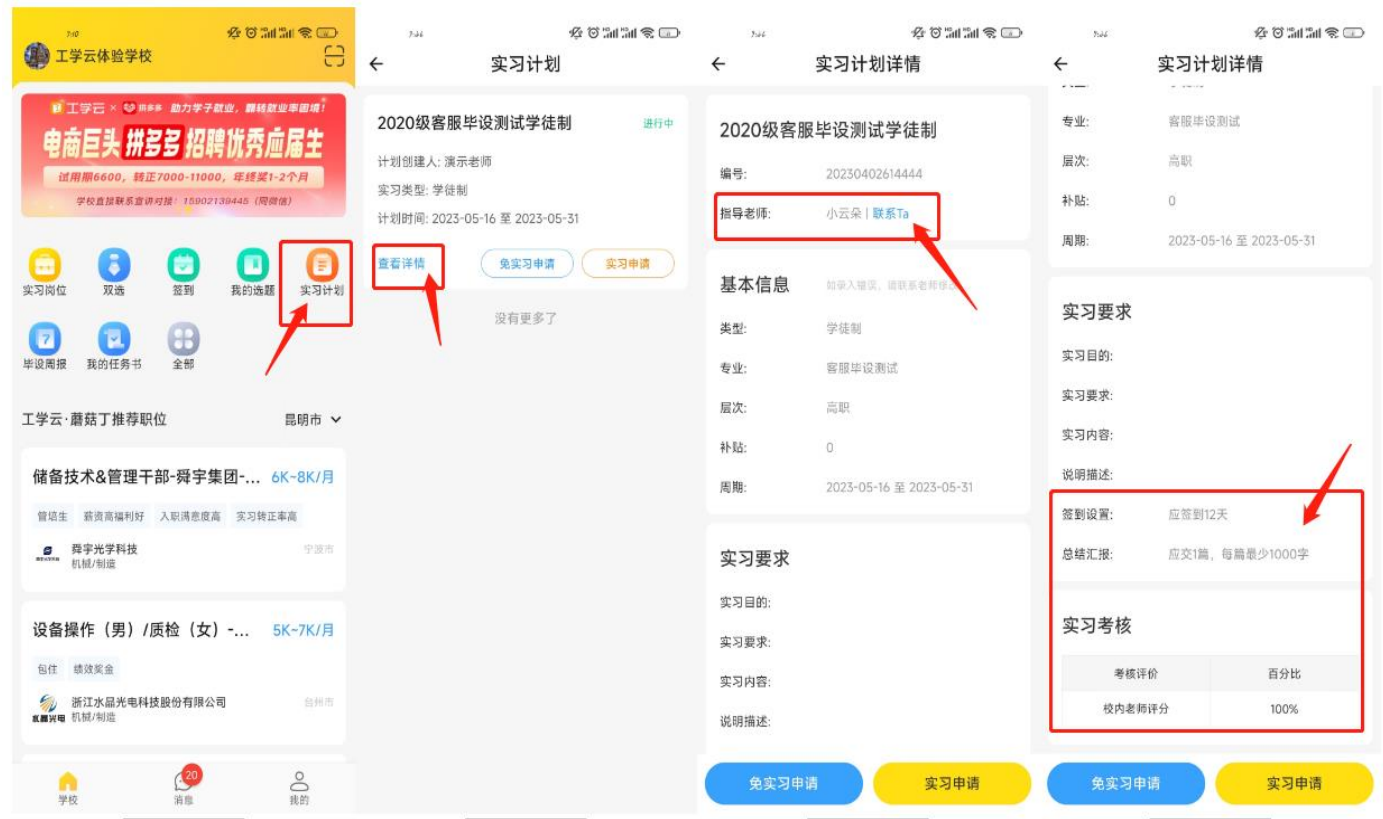 7:40
工学云体验学校
工学云 × 拼多多 助力学子就业，翻转就业率困境！
电商巨头 拼多多 招聘优秀应届生
试用期6600，转正7000-11000，年终奖1-2个月
学校直接联系宣讲对接：15902139445（同微信）
实习岗位
双选
签到
我的选题
实习计划
毕设周报
我的任务书
全部
工学云·蘑菇丁推荐职位
昆明市
储备技术&管理干部-舜宇集团-... 6K~8K/月
管培生 薪资高福利好 入职满意度高 实习转正率高
舜宇光学科技
宁波市
机械/制造
设备操作（男）/质检（女）-... 5K~7K/月
包住 绩效奖金
浙江水晶光电科技股份有限公司
台州市
水晶光电 机械/制造
20
学校
消息
我的
实习计划
2020级客服毕设测试学徒制 进行中
计划创建人: 演示老师
实习类型: 学徒制
计划时间: 2023-05-16 至 2023-05-31
查看详情 免实习申请 实习申请
没有更多了
实习计划详情
2020级客服毕设测试学徒制
编号: 20230402614444
指导老师: 小云朵 | 联系Ta
基本信息 如录入错误，请联系老师修改
类型: 学徒制
专业: 客服毕设测试
层次: 高职
补贴: 0
周期: 2023-05-16 至 2023-05-31
实习要求
实习目的:
实习要求:
实习内容:
说明描述:
免实习申请 实习申请
实习计划详情
专业: 客服毕设测试
层次: 高职
补贴: 0
周期: 2023-05-16 至 2023-05-31
实习要求
实习目的:
实习要求:
实习内容:
说明描述:
签到设置: 应签到12天
总结汇报: 应交1篇，每篇最少1000字
实习考核
考核评价 百分比
校内老师评分 100%
免实习申请 实习申请